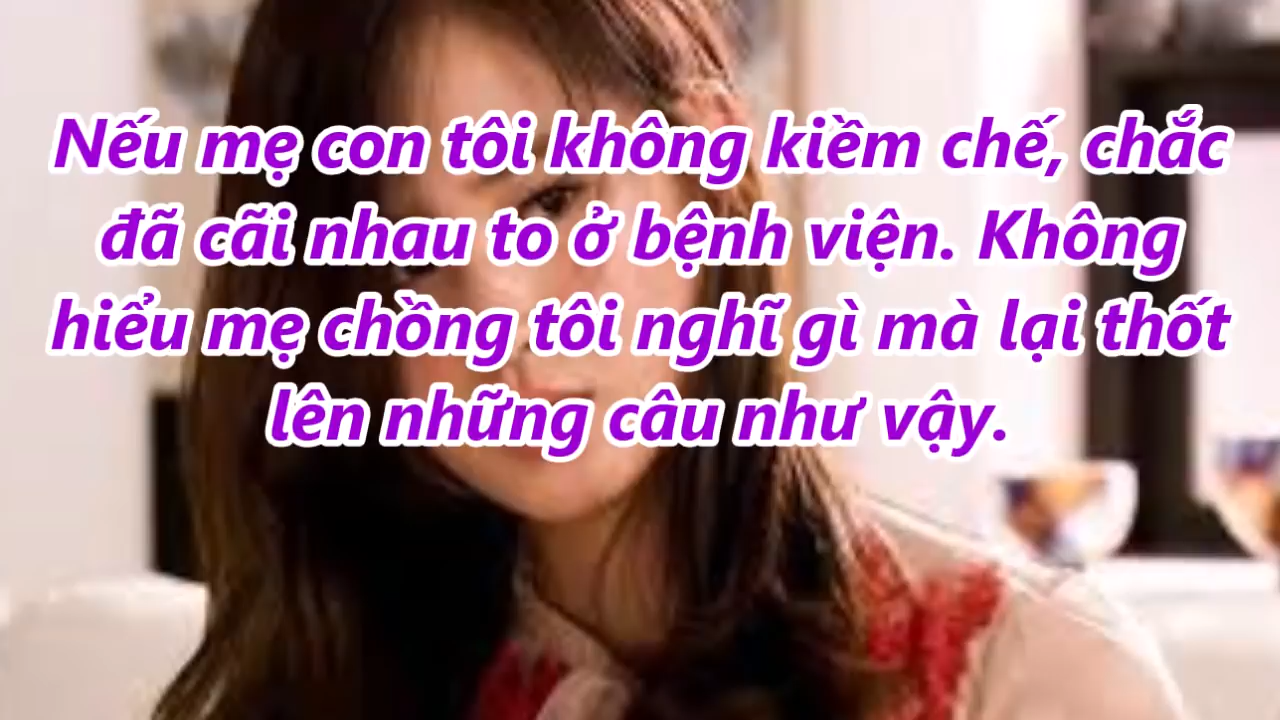 Nếu mẹ con tôi không kiềm chế, chắc
đã cãi nhau to ở bệnh viện. Không
hiểu mẹ chồng tôi nghĩ gì mà lại thốt
lên những câu như vậy.